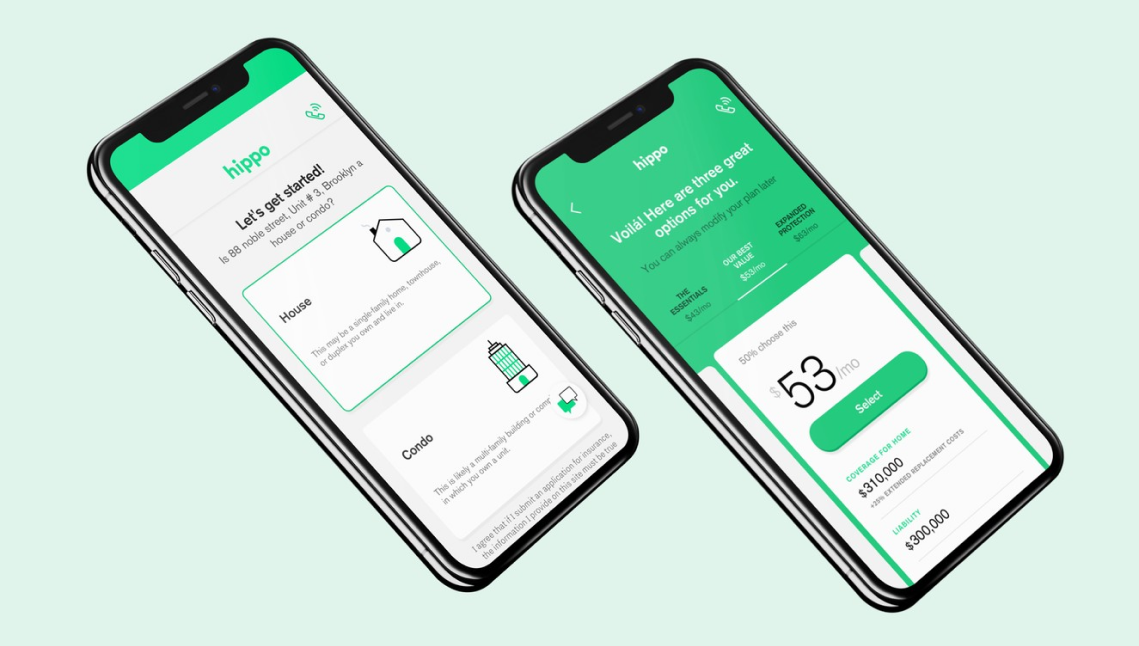 hippo
Let's get started!
Is 88 noble street, Unit # 3, Brooklyn a
house or condo?
House
This may be a single-family home, townhouse,
or duplex you own and live in.
Condo
This is likely a multi-family building or
in which you own a unit.
I agree that if I submit an application for insurance,
the information I provide on this site must be true
hippo
Voilá! Here are three great
options for you.
You can always modify your plan later
THE
ESSENTIALS
$43/mo
OUR BEST
VALUE
$53/mo
EXPANDED
PROTECTION
$63/mo
50% choose this
$53/mo
Select
COVERAGE FOR HOME
$310,000
+25% EXTENDED REPLACEMENT COSTS
LIABILITY
$300,000